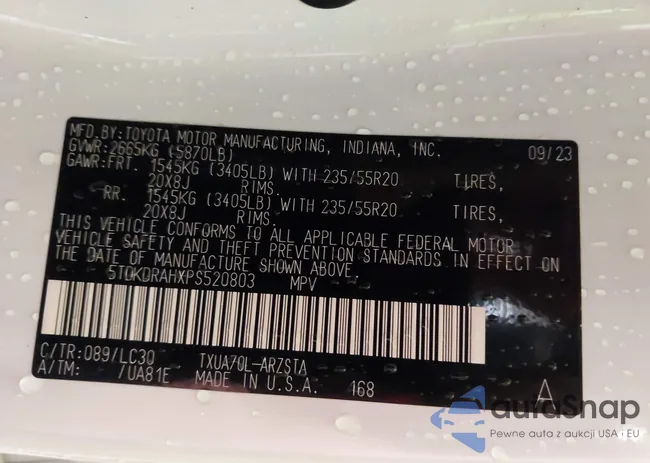 MFD.BY:TOYOTA MOTOR MANUFACTURING, INDIANA, INC. 09/23
GVWR:2665KG (5870LB)
GAWR:FRT. 1545KG (3405LB) WITH 235/55R20 TIRES,
20X8J RIMS.
RR. 1545KG (3405LB) WITH 235/55R20 TIRES,
20X8J RIMS.
THIS VEHICLE CONFORMS TO ALL APPLICABLE FEDERAL MOTOR
VEHICLE SAFETY AND THEFT PREVENTION STANDARDS IN EFFECT ON
THE DATE OF MANUFACTURE SHOWN ABOVE.
5TDKDRAHXPS520803 MPV
C/TR:089/LC30 TXUA70L-ARZSTA
A/TM: /UA81E MADE IN U.S.A. 168 A
autaSnap
Pewne auta z aukcji USA i EU